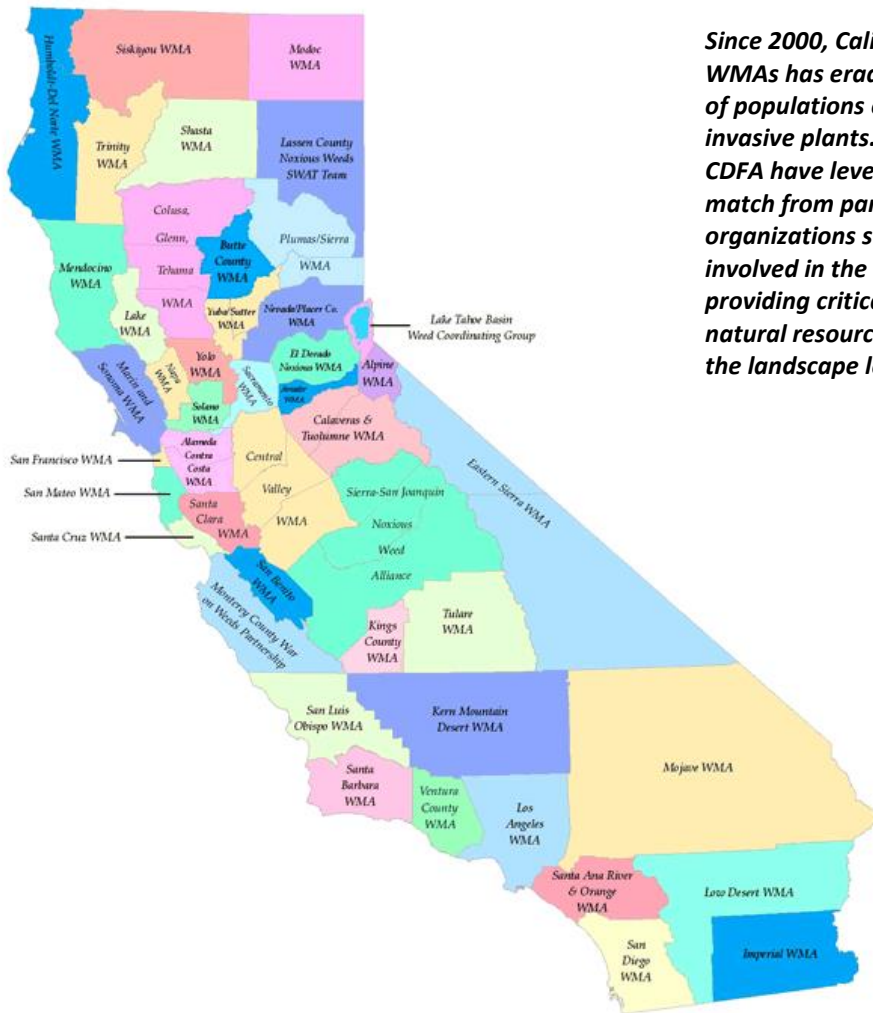 Since 2000, Cali
WMAs has erad
of populations
invasive plants.
CDFA have leve
match from par
organizations s
involved in the
providing critic
natural resourc
the landscape l
Siskiyou WMA
Modoc
WMA
Humboldt-Del Norte WMA
Trinity
WMA
Shasta
WMA
Lassen County
Noxious Weeds
SWAT Team
Colusa,
Glenn,
Tehama
WMA
Butte
County
WMA
Plumas/Sierra
WMA
Mendocino
WMA
Lake
WMA
Yuba/Sutter
WMA
Nevada/Placer Co.
WMA
Lake Tahoe Basin
Weed Coordinating Group
Marin and
Sonoma WMA
Napa
WMA
Yolo
WMA
Sacramento
WMA
El Dorado
Noxious WMA
Amador
WMA
Alpine
WMA
Solano
WMA
Calaveras &
Tuolumne WMA
Alameda
Contra
Costa
WMA
Central
Valley
WMA
San Francisco WMA
San Mateo WMA
Santa Cruz WMA
Santa
Clara
WMA
Sierra-San Joaquin
Noxious
Weed
Alliance
Eastern Sierra WMA
San Benito
WMA
Monterey County War
on Weeds Partnership
Kings
County
WMA
Tulare
WMA
San Luis
Obispo WMA
Kern Mountain
Desert WMA
Mojave WMA
Santa
Barbara
WMA
Ventura
County
WMA
Los
Angeles
WMA
Santa Ana River
& Orange
WMA
Low Desert WMA
San
Diego
WMA
Imperial WMA